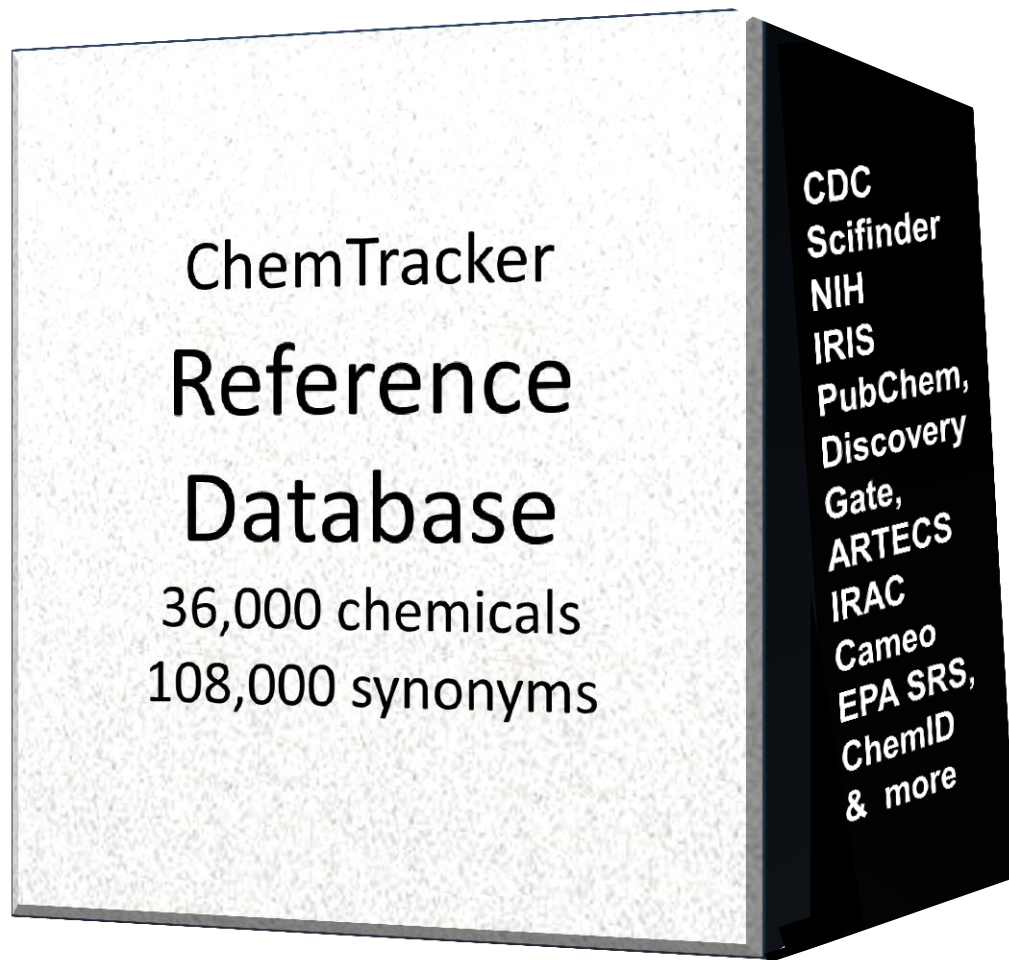 ChemTracker
Reference
Database
36,000 chemicals
108,000 synonyms
CDC
Scifinder
NIH
IRIS
PubChem,
Discovery
Gate,
ARTECS
IRAC
Cameo
EPA SRS,
ChemID
& more